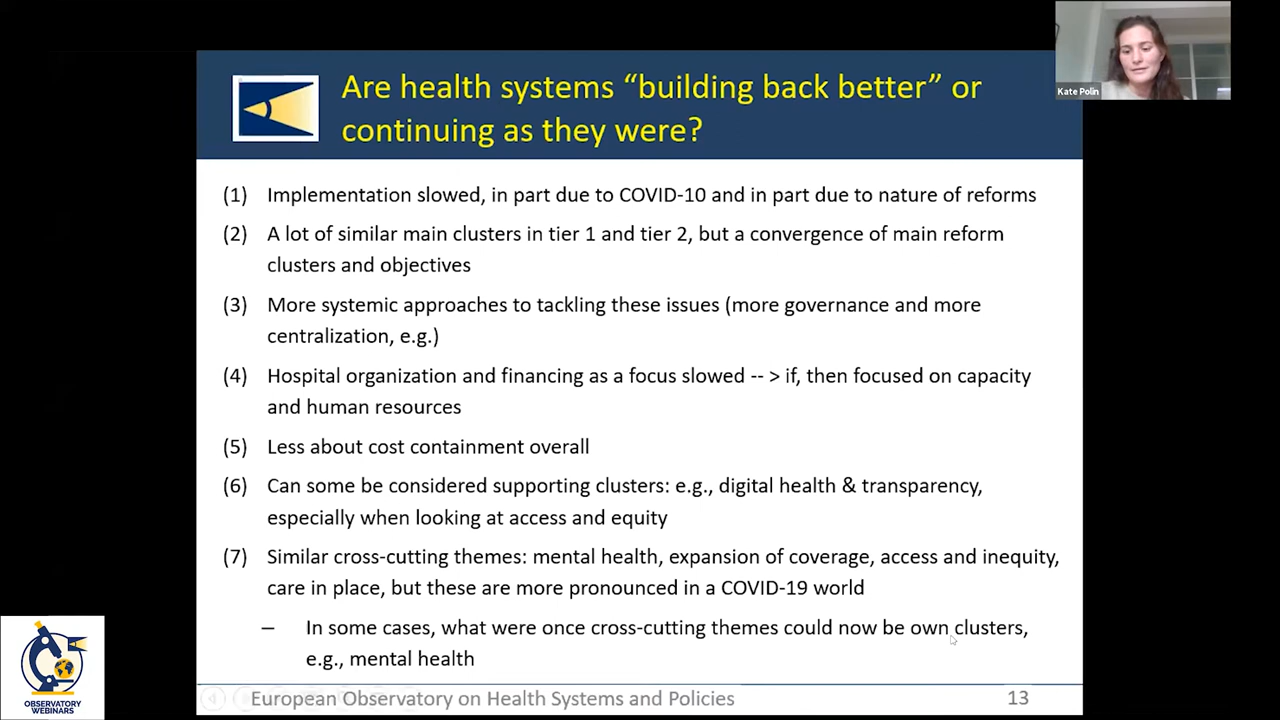 Kate Polin
Are health systems “building back better” or
continuing as they were?
(1) Implementation slowed, in part due to COVID-10 and in part due to nature of reforms
(2) A lot of similar main clusters in tier 1 and tier 2, but a convergence of main reform
clusters and objectives
(3) More systemic approaches to tackling these issues (more governance and more
centralization, e.g.)
(4) Hospital organization and financing as a focus slowed -- > if, then focused on capacity
and human resources
(5) Less about cost containment overall
(6) Can some be considered supporting clusters: e.g., digital health & transparency,
especially when looking at access and equity
(7) Similar cross-cutting themes: mental health, expansion of coverage, access and inequity,
care in place, but these are more pronounced in a COVID-19 world
– In some cases, what were once cross-cutting themes could now be own clusters,
e.g., mental health
European Observatory on Health Systems and Policies 13
OBSERVATORY
WEBINARS